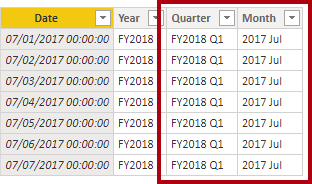 Date Year Quarter Month
07/01/2017 00:00:00 FY2018 FY2018 Q1 2017 Jul
07/02/2017 00:00:00 FY2018 FY2018 Q1 2017 Jul
07/03/2017 00:00:00 FY2018 FY2018 Q1 2017 Jul
07/04/2017 00:00:00 FY2018 FY2018 Q1 2017 Jul
07/05/2017 00:00:00 FY2018 FY2018 Q1 2017 Jul
07/06/2017 00:00:00 FY2018 FY2018 Q1 2017 Jul
07/07/2017 00:00:00 FY2018 FY2018 Q1 2017 Jul